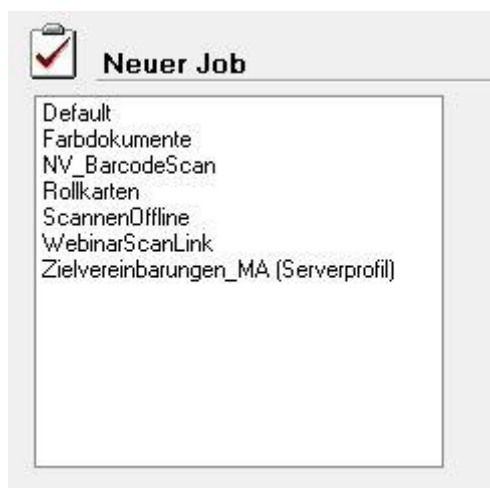 Neuer Job
Default
Farbdokumente
NV_BarcodeScan
Rollkarten
ScannenOffline
WebinarScanLink
Zielvereinbarungen_MA (Serverprofil)